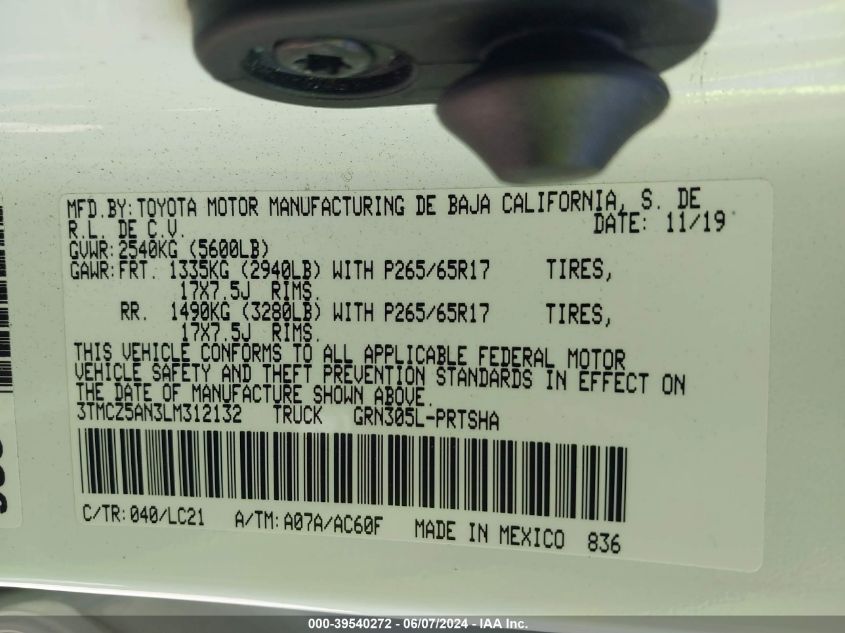 MFD.BY:TOYOTA MOTOR MANUFACTURING DE BAJA CALIFORNIA, S. DE
R.L. DE C.V. DATE: 11/19
GVWR:2540KG (5600LB)
GAWR:FRT. 1335KG (2940LB) WITH P265/65R17 TIRES,
17X7.5J RIMS.
RR. 1490KG (3280LB) WITH P265/65R17 TIRES,
17X7.5J RIMS.
THIS VEHICLE CONFORMS TO ALL APPLICABLE FEDERAL MOTOR
VEHICLE SAFETY AND THEFT PREVENTION STANDARDS IN EFFECT ON
THE DATE OF MANUFACTURE SHOWN ABOVE.
3TMCZ5AN3LM312132 TRUCK GRN305L-PRTSHA
C/TR:040/LC21 A/TM:A07A/AC60F MADE IN MEXICO 836
000-39540272 - 06/07/2024 - IAA Inc.